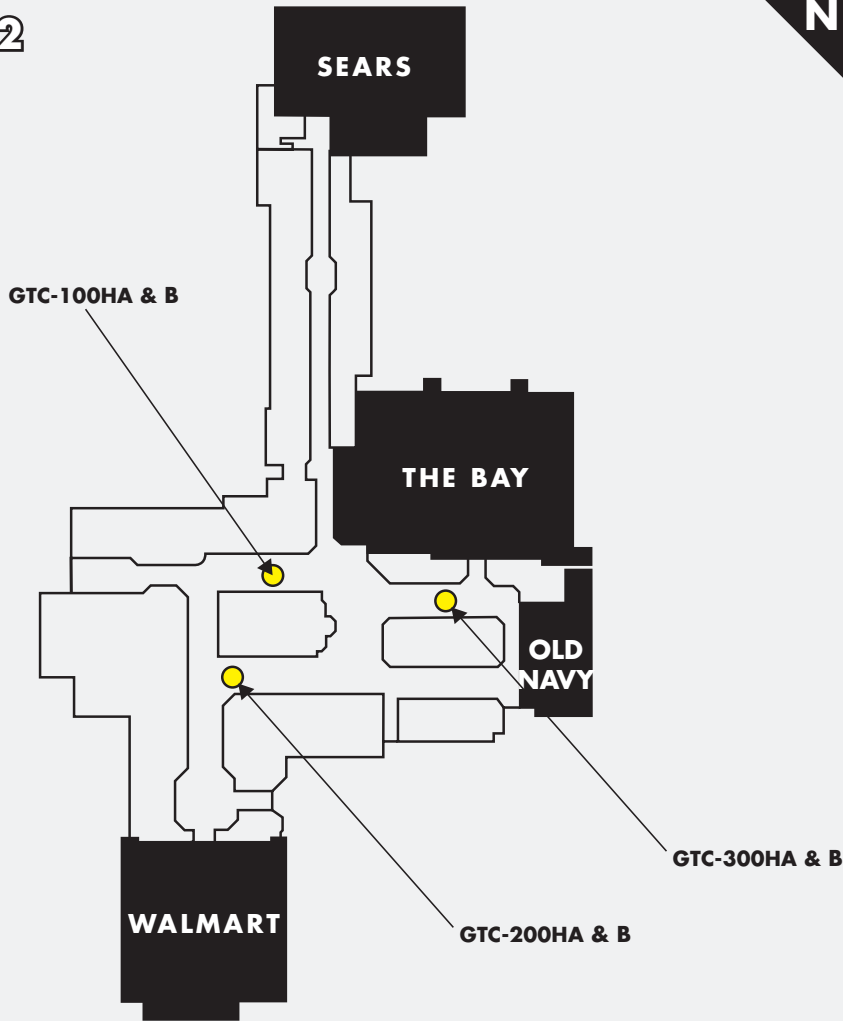 2
N
SEARS
GTC-100HA & B
THE BAY
OLD
NAVY
GTC-300HA & B
WALMART
GTC-200HA & B